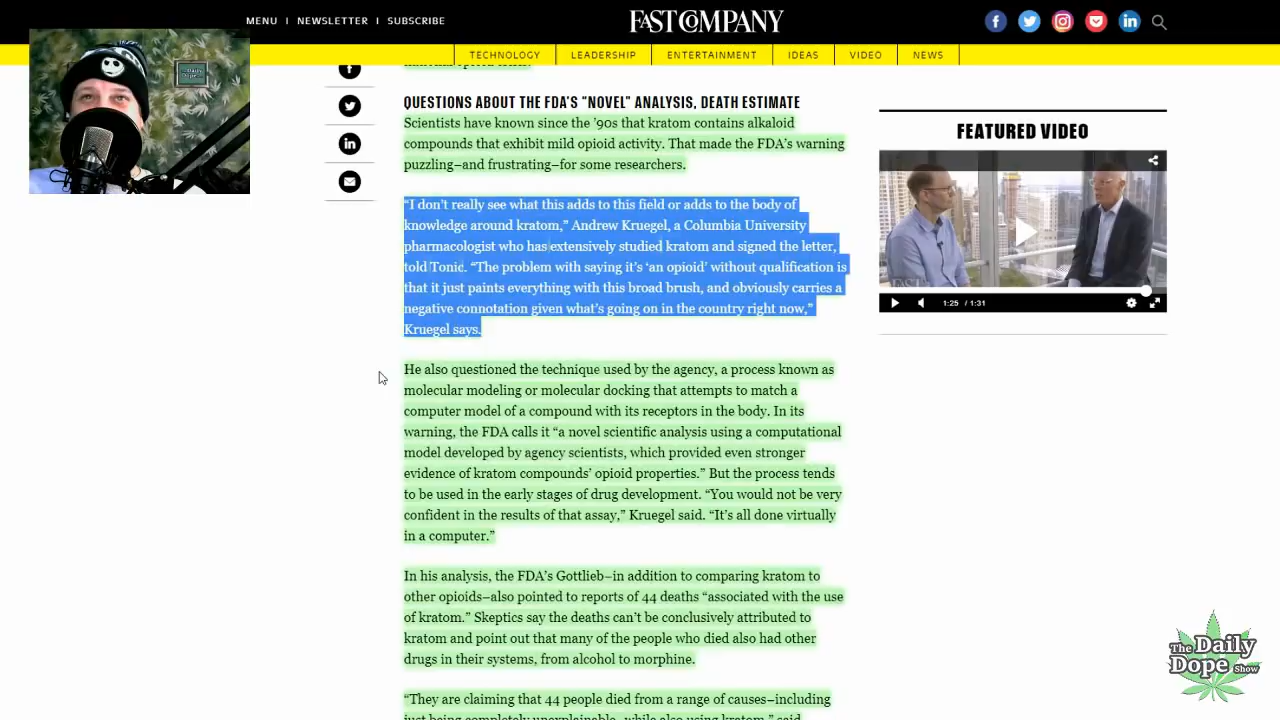 MENU | NEWSLETTER | SUBSCRIBE
FAST COMPANY
TECHNOLOGY
LEADERSHIP
ENTERTAINMENT
IDEAS
VIDEO
NEWS
The Daily Dope
QUESTIONS ABOUT THE FDA'S "NOVEL" ANALYSIS, DEATH ESTIMATE
Scientists have known since the ’90s that kratom contains alkaloid
compounds that exhibit mild opioid activity. That made the FDA’s warning
puzzling–and frustrating–for some researchers.
“I don’t really see what this adds to this field or adds to the body of
knowledge around kratom,” Andrew Kruegel, a Columbia University
pharmacologist who has extensively studied kratom and signed the letter,
told Tonic. “The problem with saying it’s ‘an opioid’ without qualification is
that it just paints everything with this broad brush, and obviously carries a
negative connotation given what’s going on in the country right now,”
Kruegel says.
He also questioned the technique used by the agency, a process known as
molecular modeling or molecular docking that attempts to match a
computer model of a compound with its receptors in the body. In its
warning, the FDA calls it “a novel scientific analysis using a computational
model developed by agency scientists, which provided even stronger
evidence of kratom compounds’ opioid properties.” But the process tends
to be used in the early stages of drug development. “You would not be very
confident in the results of that assay,” Kruegel said. “It’s all done virtually
in a computer.”
In his analysis, the FDA’s Gottlieb–in addition to comparing kratom to
other opioids–also pointed to reports of 44 deaths “associated with the use
of kratom.” Skeptics say the deaths can’t be conclusively attributed to
kratom and point out that many of the people who died also had other
drugs in their systems, from alcohol to morphine.
“They are claiming that 44 people died from a range of causes–including
just being completely unexplainable–while also using kratom,” said
FEATURED VIDEO
1:25 / 1:31
The Daily
Dope Show